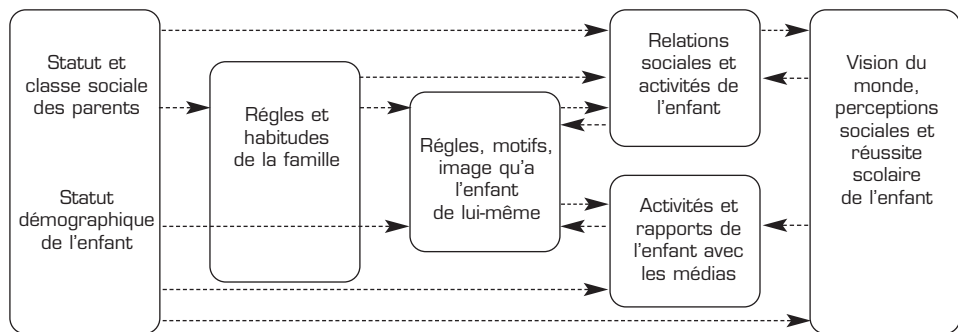 Statut et
classe sociale
des parents
Statut
démographique
de l'enfant
Régles et
habitudes
de la famille
Régles, motifs,
image qu'a
l'enfant
de lui-même
Relations
sociales et
activités de
l'enfant
Activités et
rapports de
l'enfant avec
les médias
Vision du
monde,
perceptions
sociales et
réussite
scolaire
de l'enfant